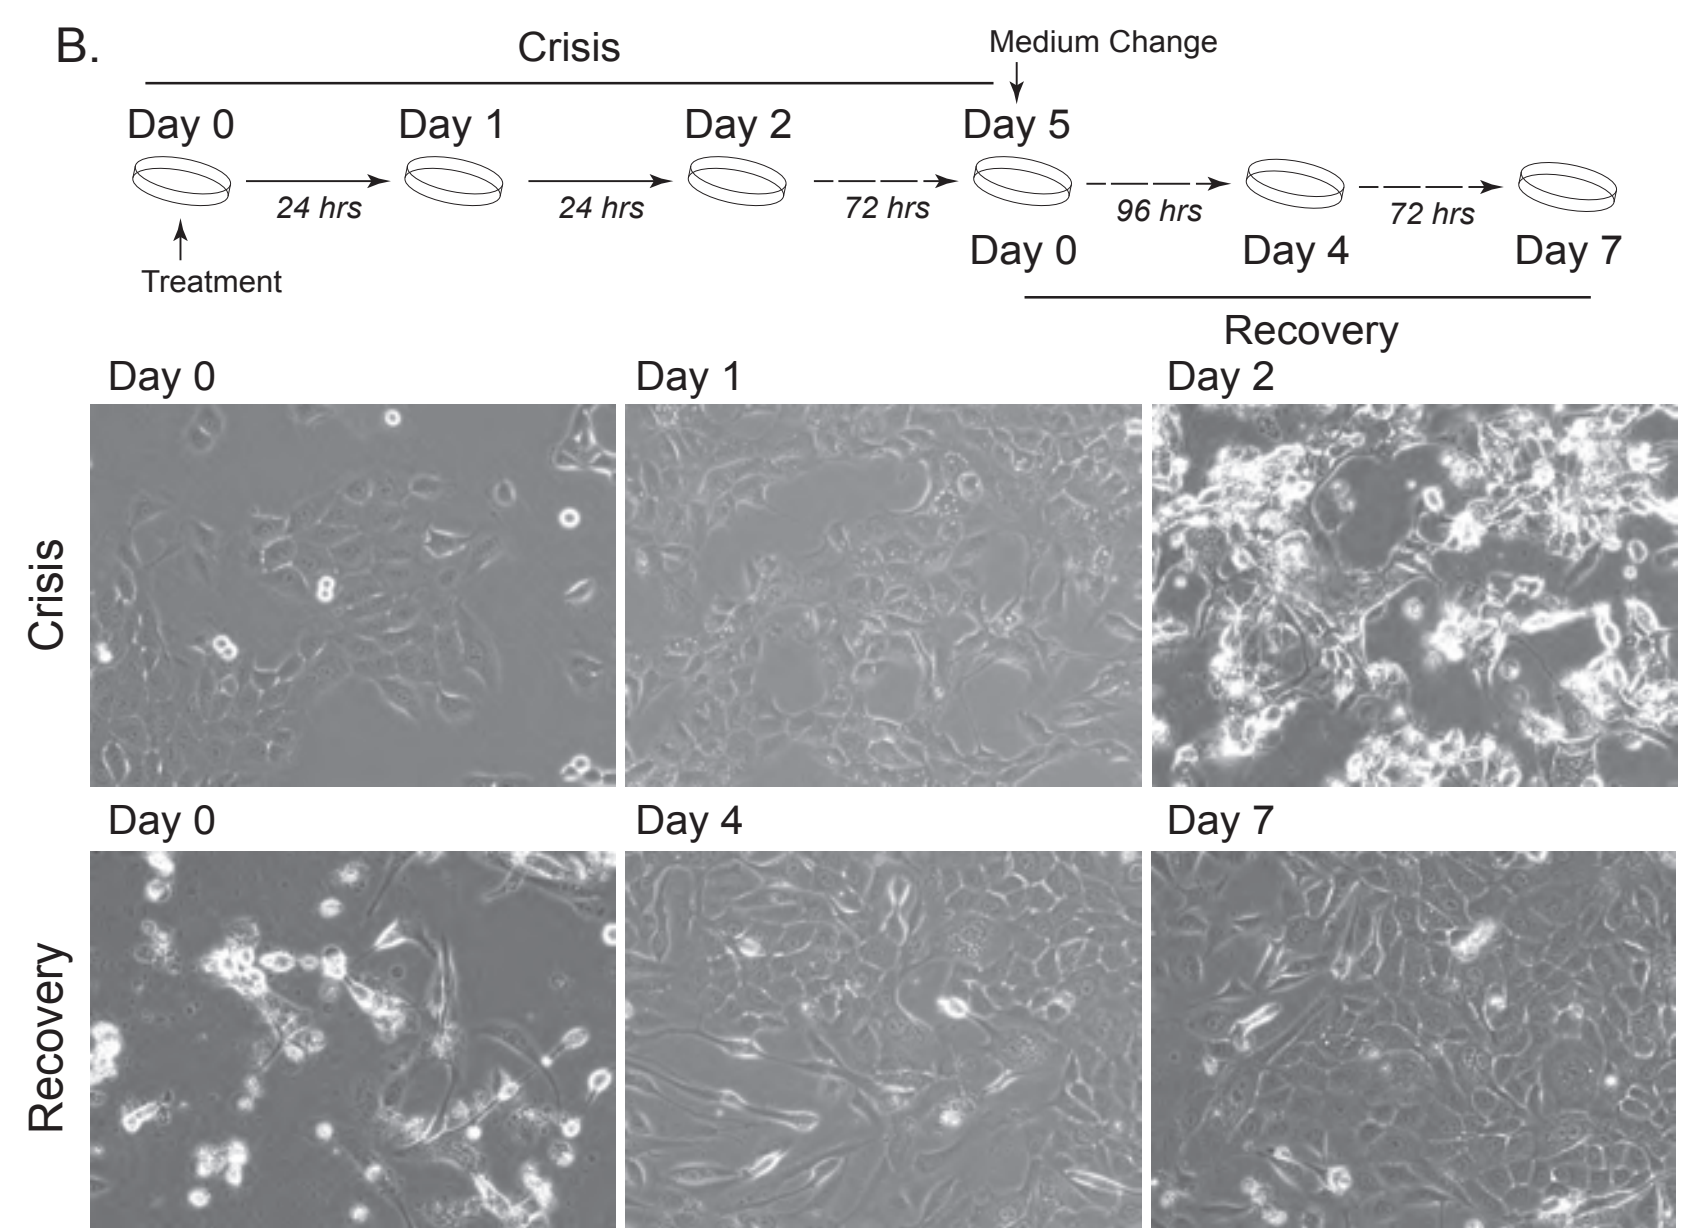 B.
Crisis
Medium Change
Day 0 Day 1 Day 2 Day 5
24 hrs 24 hrs 72 hrs 96 hrs 72 hrs
Day 0 Day 4 Day 7
Treatment
Recovery
Day 0 Day 1 Day 2
Crisis
Day 0 Day 4 Day 7
Recovery